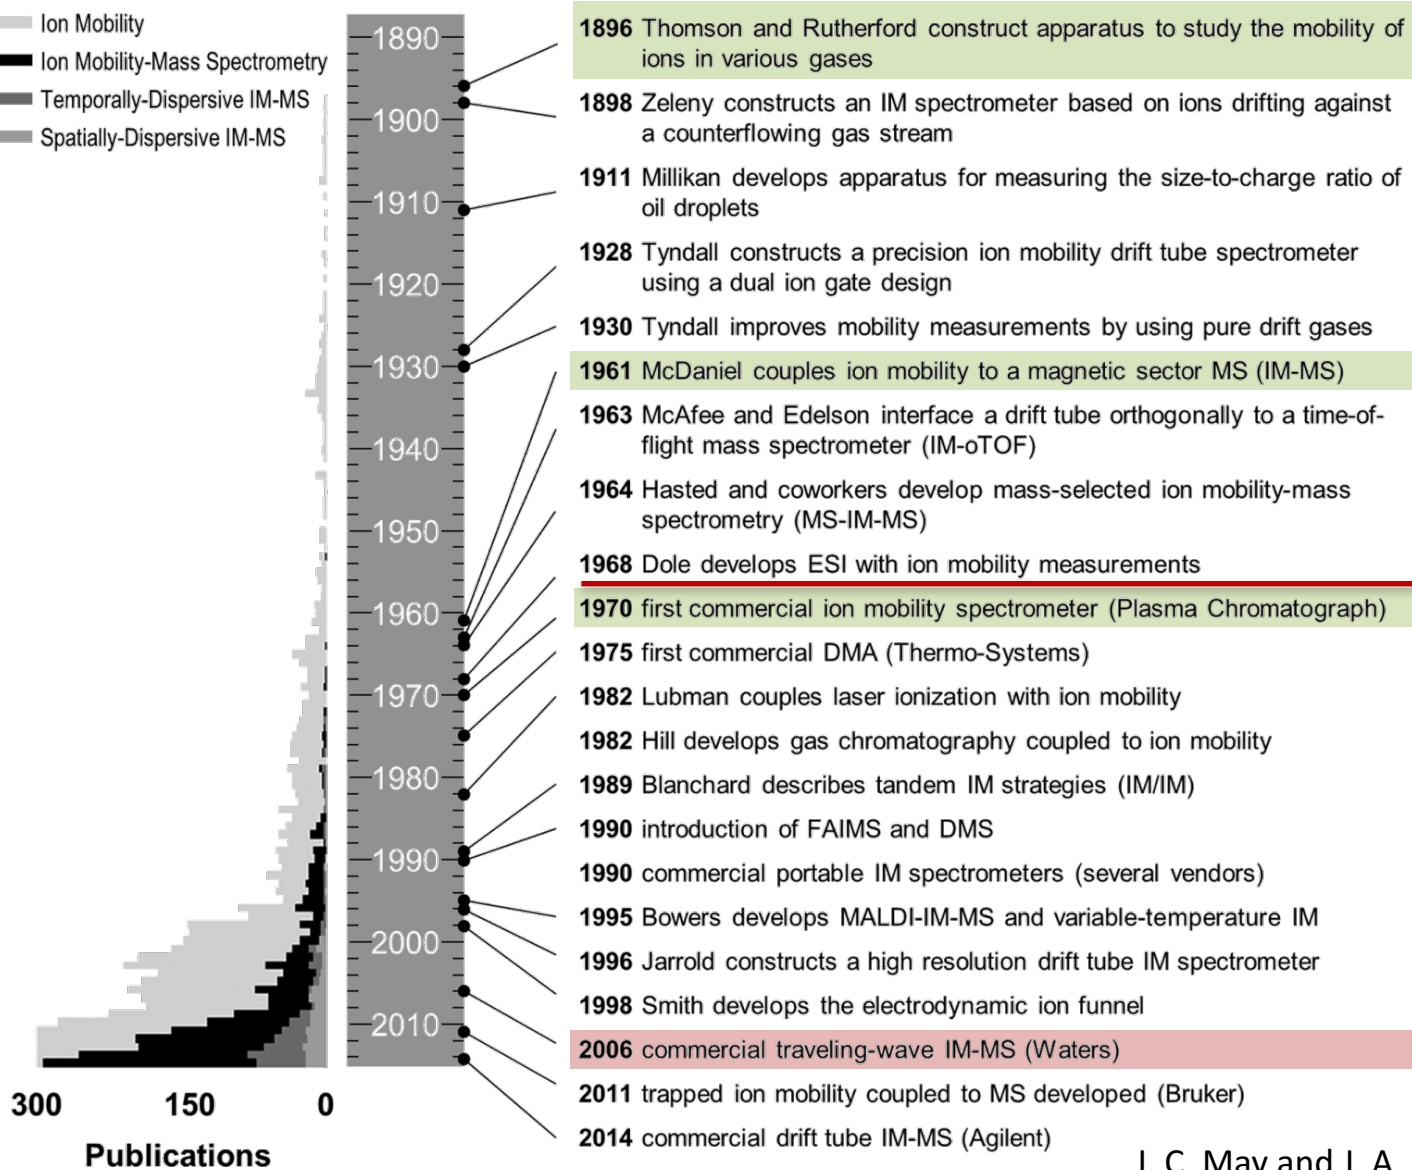 Ion Mobility
Ion Mobility-Mass Spectrometry
Temporally-Dispersive IM-MS
Spatially-Dispersive IM-MS
1890
1900
1910
1920
1930
1940
1950
1960
1970
1980
1990
2000
2010
300 150 0
Publications
1896 Thomson and Rutherford construct apparatus to study the mobility of
ions in various gases
1898 Zeleny constructs an IM spectrometer based on ions drifting against
a counterflowing gas stream
1911 Millikan develops apparatus for measuring the size-to-charge ratio of
oil droplets
1928 Tyndall constructs a precision ion mobility drift tube spectrometer
using a dual ion gate design
1930 Tyndall improves mobility measurements by using pure drift gases
1961 McDaniel couples ion mobility to a magnetic sector MS (IM-MS)
1963 McAfee and Edelson interface a drift tube orthogonally to a time-of-
flight mass spectrometer (IM-oTOF)
1964 Hasted and coworkers develop mass-selected ion mobility-mass
spectrometry (MS-IM-MS)
1968 Dole develops ESI with ion mobility measurements
1970 first commercial ion mobility spectrometer (Plasma Chromatograph)
1975 first commercial DMA (Thermo-Systems)
1982 Lubman couples laser ionization with ion mobility
1982 Hill develops gas chromatography coupled to ion mobility
1989 Blanchard describes tandem IM strategies (IM/IM)
1990 introduction of FAIMS and DMS
1990 commercial portable IM spectrometers (several vendors)
1995 Bowers develops MALDI-IM-MS and variable-temperature IM
1996 Jarrold constructs a high resolution drift tube IM spectrometer
1998 Smith develops the electrodynamic ion funnel
2006 commercial traveling-wave IM-MS (Waters)
2011 trapped ion mobility coupled to MS developed (Bruker)
2014 commercial drift tube IM-MS (Agilent)
J. C. May and J. A.